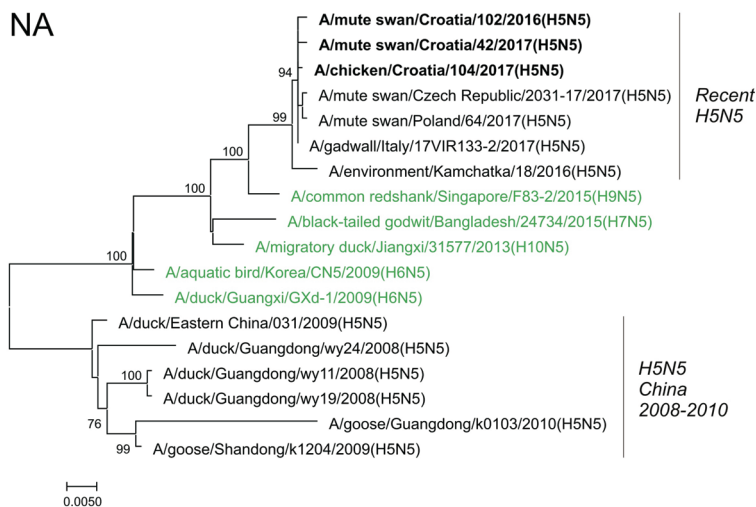 NA
A/mute swan/Croatia/102/2016(H5N5)
A/mute swan/Croatia/42/2017(H5N5)
94
A/chicken/Croatia/104/2017(H5N5)
A/mute swan/Czech Republic/2031-17/2017(H5N5)
Recent
H5N5
99
A/mute swan/Poland/64/2017(H5N5)
A/gadwall/Italy/17VIR133-2/2017(H5N5)
100
A/environment/Kamchatka/18/2016(H5N5)
100
A/common redshank/Singapore/F83-2/2015(H9N5)
A/black-tailed godwit/Bangladesh/24734/2015(H7N5)
A/migratory duck/Jiangxi/31577/2013(H10N5)
100
A/aquatic bird/Korea/CN5/2009(H6N5)
A/duck/Guangxi/GXd-1/2009(H6N5)
A/duck/Eastern China/031/2009(H5N5)
A/duck/Guangdong/wy24/2008(H5N5)
100
A/duck/Guangdong/wy11/2008(H5N5)
A/duck/Guangdong/wy19/2008(H5N5)
H5N5
China
2008-2010
76
A/goose/Guangdong/k0103/2010(H5N5)
99
A/goose/Shandong/k1204/2009(H5N5)
0.0050